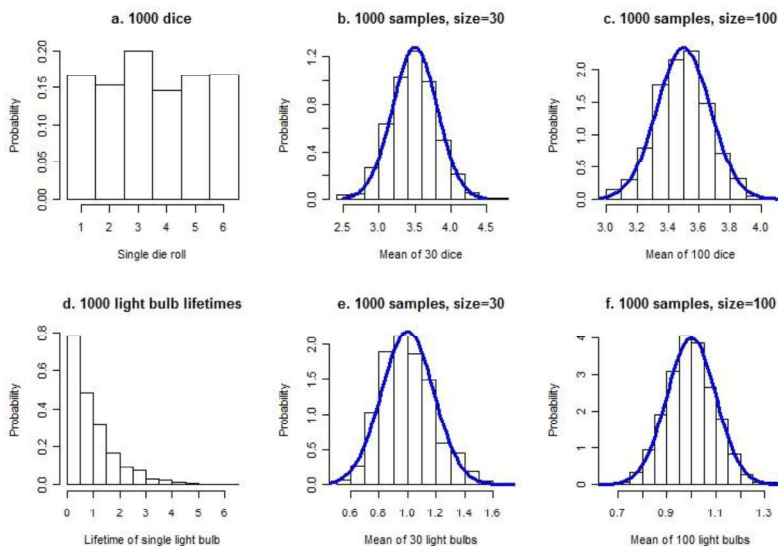 a. 1000 dice
Probability
0.00 0.05 0.10 0.15 0.20
1 2 3 4 5 6
Single die roll
b. 1000 samples, size=30
Probability
0.0 0.4 0.8 1.2
2.5 3.0 3.5 4.0 4.5
Mean of 30 dice
c. 1000 samples, size=100
Probability
0.0 0.5 1.0 1.5 2.0
3.0 3.2 3.4 3.6 3.8 4.0
Mean of 100 dice
d. 1000 light bulb lifetimes
Probability
0.0 0.2 0.4 0.6 0.8
0 1 2 3 4 5 6
Lifetime of single light bulb
e. 1000 samples, size=30
Probability
0.0 0.5 1.0 1.5 2.0
0.6 0.8 1.0 1.2 1.4 1.6
Mean of 30 light bulbs
f. 1000 samples, size=100
Probability
0 1 2 3 4
0.7 0.9 1.1 1.3
Mean of 100 light bulbs